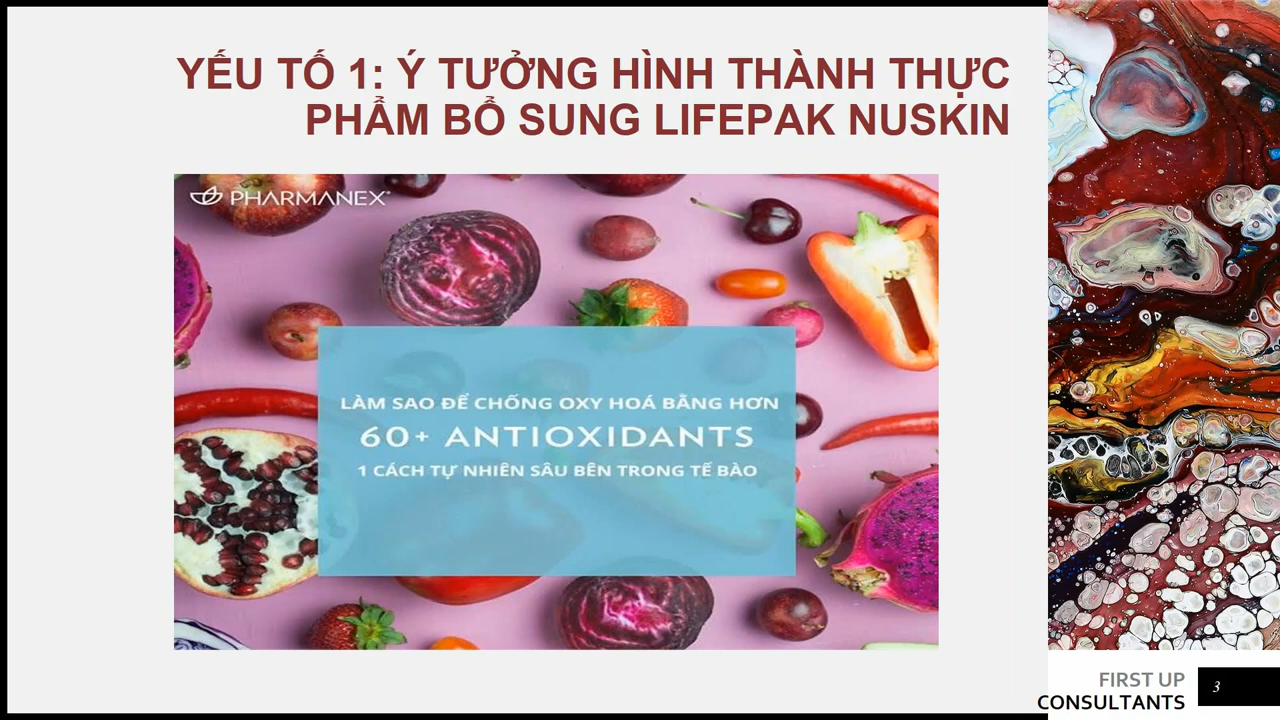 YẾU TỐ 1: Ý TƯỞNG HÌNH THÀNH THỰC
PHẨM BỔ SUNG LIFEPAK NUSKIN
PHARMANEX®
LÀM SAO ĐỂ CHỐNG OXY HOÁ BẰNG HƠN
60+ ANTIOXIDANTS
1 CÁCH TỰ NHIÊN SÂU BÊN TRONG TẾ BÀO
FIRST UP
CONSULTANTS
3